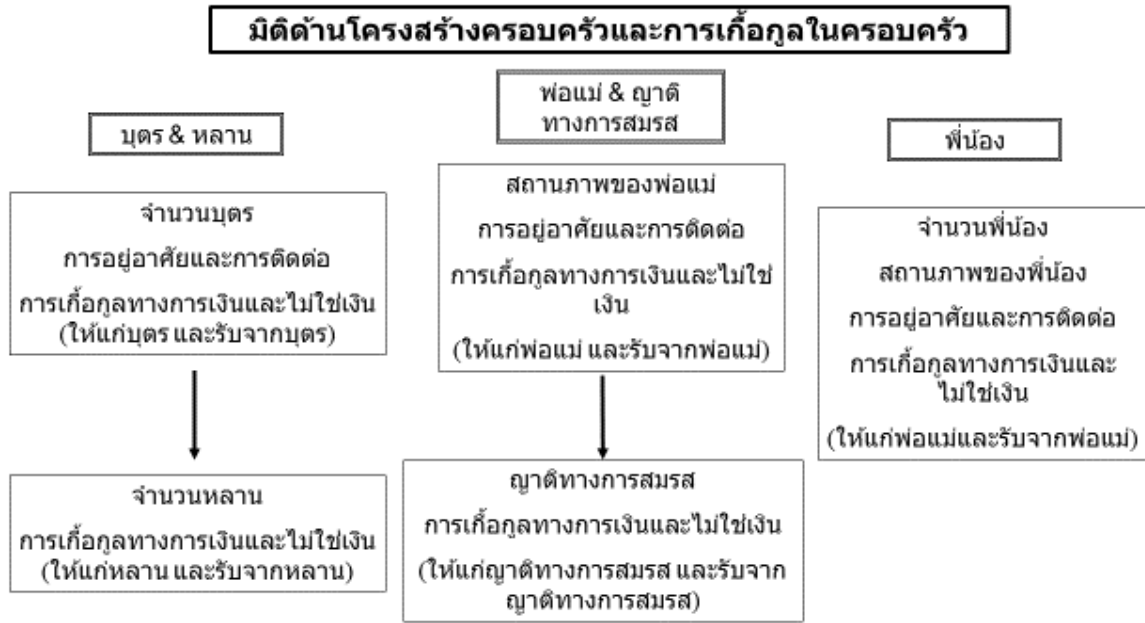 มิติด้านโครงสร้างครอบครัวและการเกื้อกูลในครอบครัว
บุตร & หลาน
จำนวนบุตร
การอยู่อาศัยและการติดต่อ
การเกื้อกูลทางการเงินและไม่ใช่เงิน
(ให้แก่บุตร และรับจากบุตร)
จำนวนหลาน
การเกื้อกูลทางการเงินและไม่ใช่เงิน
(ให้แก่หลาน และรับจากหลาน)
พ่อแม่ & ญาติ
ทางการสมรส
สถานภาพของพ่อแม่
การอยู่อาศัยและการติดต่อ
การเกื้อกูลทางการเงินและไม่ใช่
เงิน
(ให้แก่พ่อแม่ และรับจากพ่อแม่)
ญาติทางการสมรส
การเกื้อกูลทางการเงินและไม่ใช่เงิน
(ให้แก่ญาติทางการสมรส และรับจาก
ญาติทางการสมรส)
พี่น้อง
จำนวนพี่น้อง
สถานภาพของพี่น้อง
การอยู่อาศัยและการติดต่อ
การเกื้อกูลทางการเงินและ
ไม่ใช่เงิน
(ให้แก่พ่อแม่และรับจากพ่อแม่)